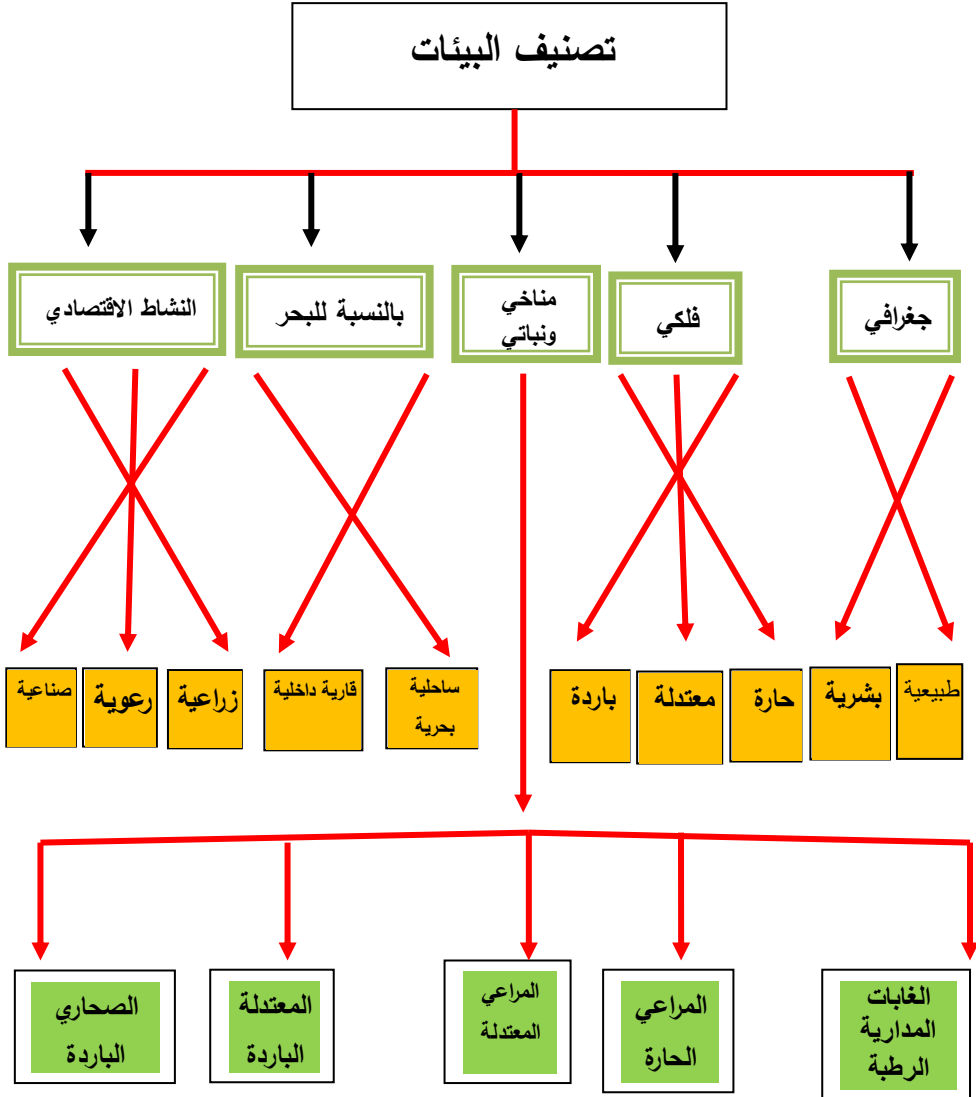 تصنيف البيئات
جغرافي
فلكي
مناخي
ونباتي
بالنسبة للبحر
النشاط الاقتصادي
طبيعية
بشرية
حارة
معتدلة
باردة
ساحلية
بحرية
قارية داخلية
زراعية
رعوية
صناعية
الغابات
المدارية
الرطبة
المراعي
الحارة
المراعي
المعتدلة
المعتدلة
الباردة
الصحاري
الباردة